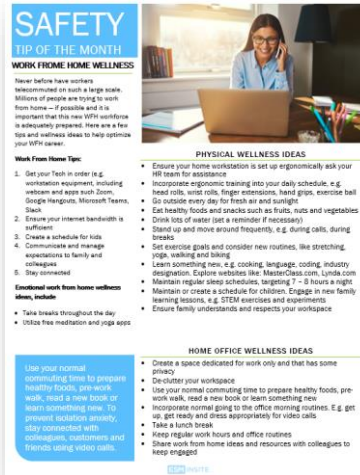 SAFETY
TIP OF THE MONTH
WORK FROME HOME WELLNESS
Never before have workers
telecommuted on such a large scale.
Millions of people are trying to work
from home — if possible and it is
important that this new WFH workforce
is adequately prepared. Here are a few
tips and wellness ideas to help optimize
your WFH career.
Work From Home Tips:
1. Get your Tech in order (e.g.
workstation equipment, including
webcam and apps such Zoom,
Google Hangouts, Microsoft Teams,
Slack
2. Ensure your internet bandwidth is
sufficient
3. Create a schedule for kids
4. Communicate and manage
expectations to family and
colleagues
5. Stay connected
Emotional work from home wellness
ideas, include
• Take breaks throughout the day
• Utilize free meditation and yoga apps
Use your normal
commuting time to prepare
healthy foods, pre-work
walk, read a new book or
learn something new. To
prevent isolation anxiety,
stay connected with
colleagues, customers and
friends using video calls.
PHYSICAL WELLNESS IDEAS
• Ensure your home workstation is set up ergonomically ask your
HR team for assistance
• Incorporate ergonomic training into your daily schedule, e.g.
head rolls, wrist rolls, finger extensions, hand grips, exercise ball
• Go outside every day for fresh air and sunlight
• Eat healthy foods and snacks such as fruits, nuts and vegetables
• Drink lots of water (set a reminder if necessary)
• Stand up and move around frequently, e.g. during calls, during
breaks
• Set exercise goals and consider new routines, like stretching,
yoga, walking and biking
• Learn something new, e.g. cooking, language, coding, industry
designation. Explore websites like: MasterClass.com, Lynda.com
• Maintain regular sleep schedules, targeting 7 – 8 hours a night
• Maintain or create a schedule for children. Engage in new family
learning lessons, e.g. STEM exercises and experiments
• Ensure family understands and respects your workspace
HOME OFFICE WELLNESS IDEAS
• Create a space dedicated for work only and that has some
privacy
• De-clutter your workspace
• Use your normal commuting time to prepare healthy foods, pre-
work walk, read a new book or learn something new
• Incorporate normal going to the office morning routines. E.g. get
up, get ready and dress appropriately for video calls
• Take a lunch break
• Keep regular work hours and office routines
• Share work from home ideas and resources with colleagues to
keep engaged